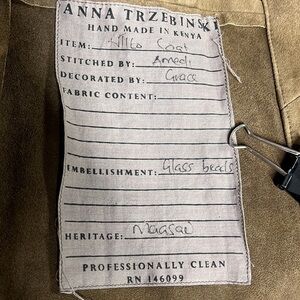 ANNA TRZEBINSKI
HAND MADE IN KENYA
ITEM: Coat
STITCHED BY: Amedi
DECORATED BY: Grace
FABRIC CONTENT:
EMBELLISHMENT: Glass beads
HERITAGE: Maasai
PROFESSIONALLY CLEAN
RN 146099